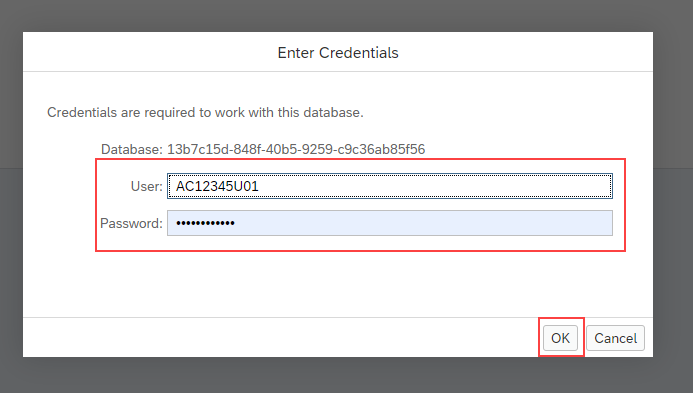 Enter Credentials
Credentials are required to work with this database.
Database: 13b7c15d-848f-40b5-9259-c9c36ab85f56
User: AC12345U01
Password: ••••••••••••
OK Cancel